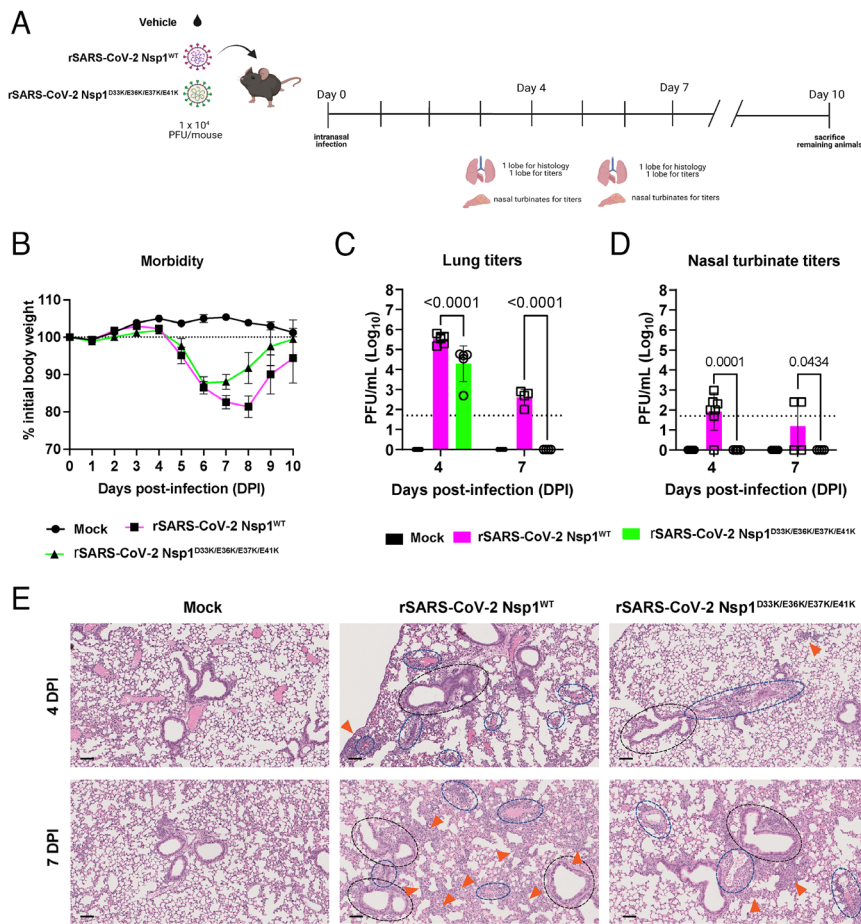 A
Vehicle
rSARS-CoV-2 Nsp1WT
rSARS-CoV-2 Nsp1D33K/E36K/E37K/E41K
1 x 10⁴
PFU/mouse
Day 0
Day 4
Day 7
Day 10
intranasal
infection
sacrifice
remaining animals
1 lobe for histology
1 lobe for titers
nasal turbinates for titers
1 lobe for histology
1 lobe for titers
nasal turbinates for titers
B
Morbidity
% initial body weight
110
100
90
80
70
0 1 2 3 4 5 6 7 8 9 10
Days post-infection (DPI)
Mock
rSARS-CoV-2 Nsp1WT
rSARS-CoV-2 Nsp1D33K/E36K/E37K/E41K
C
Lung titers
PFU/mL (Log10)
8
7
6
5
4
3
2
1
0
<0.0001
<0.0001
4 7
Days post-infection (DPI)
D
Nasal turbinate titers
PFU/mL (Log10)
8
7
6
5
4
3
2
1
0
0.0001
0.0434
4 7
Days post-infection (DPI)
Mock
rSARS-CoV-2 Nsp1WT
rSARS-CoV-2 Nsp1D33K/E36K/E37K/E41K
E
Mock
rSARS-CoV-2 Nsp1WT
rSARS-CoV-2 Nsp1D33K/E36K/E37K/E41K
4 DPI
7 DPI